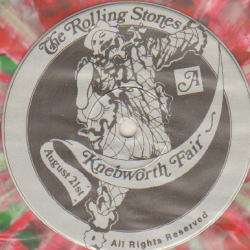 The Rolling Stones
A
Knebworth Fair
August 21st
All Rights Reserved